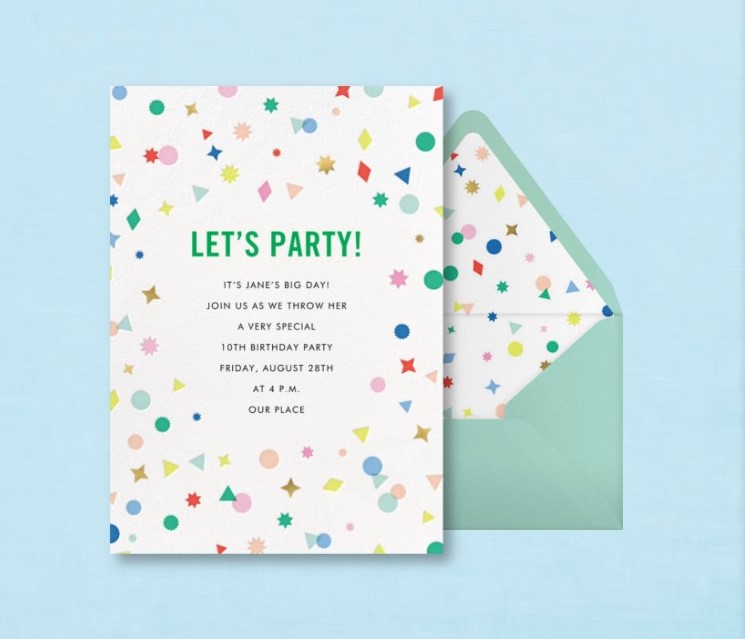 LET'S PARTY!
IT'S JANE'S BIG DAY!
JOIN US AS WE THROW HER
A VERY SPECIAL
10TH BIRTHDAY PARTY
FRIDAY, AUGUST 28TH
AT 4 P.M.
OUR PLACE